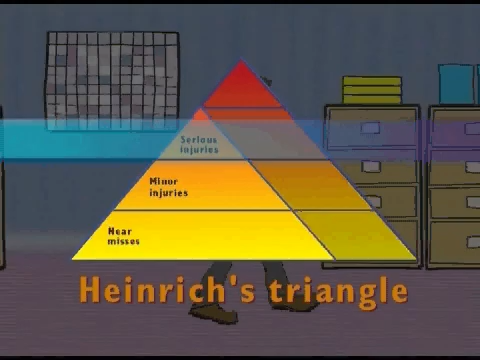 Serious
injuries
Minor
injuries
Near
misses
Heinrich's triangle